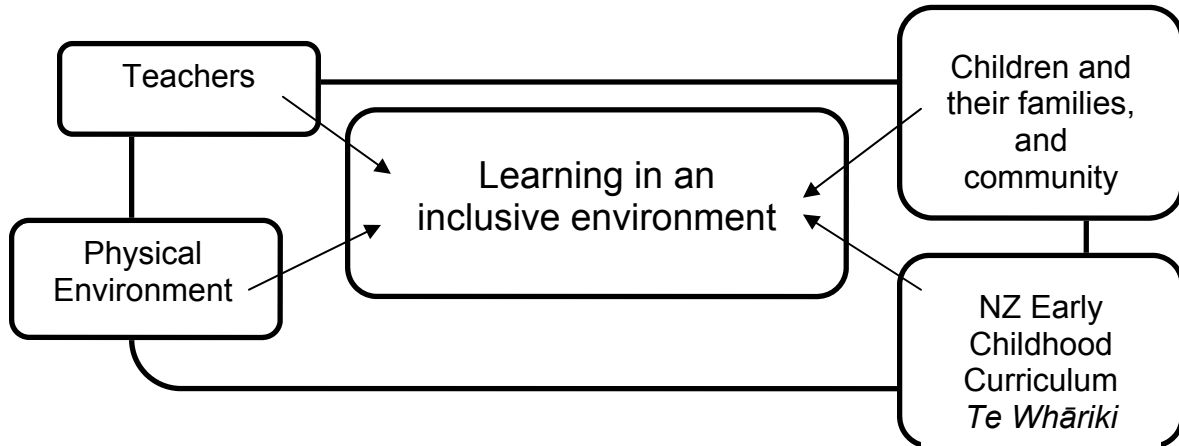 Teachers
Children and
their families,
and
community
Learning in an
inclusive environment
Physical
Environment
NZ Early
Childhood
Curriculum
Te Whāriki